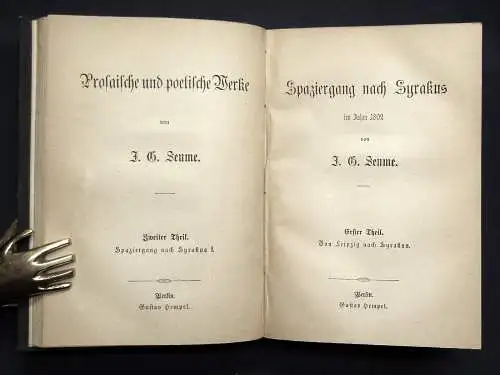 Prosaische und poetische Werke
von
J. G. Seume.
Zweiter Theil.
Spaziergang nach Syrakus I.
Berlin.
Gustav Hempel.
Spaziergang nach Syrakus
im Jahre 1802
von
J. G. Seume.
Erster Theil.
Von Leipzig nach Syrakus.
Berlin.
Gustav Hempel.